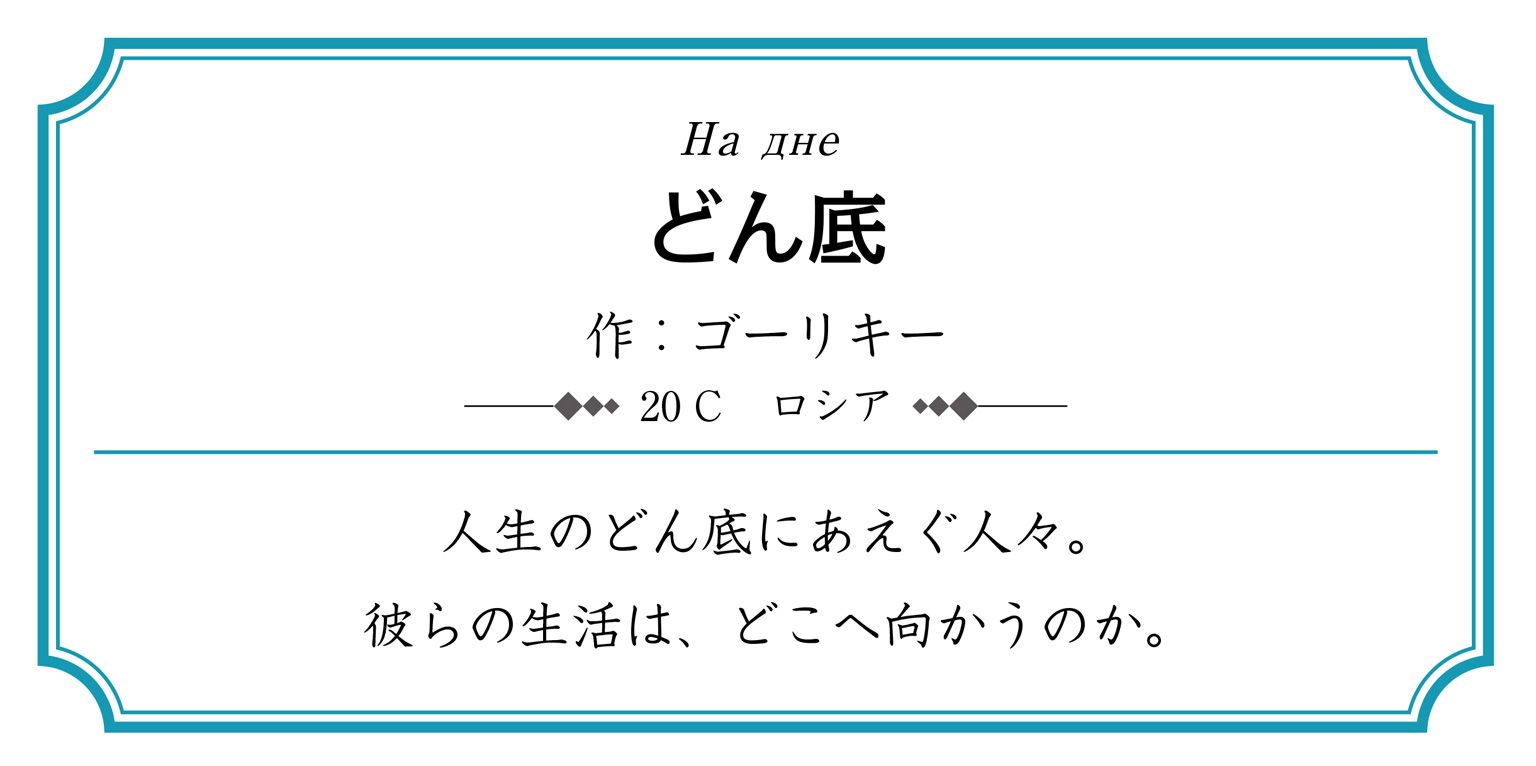 На дне
どん底
作：ゴーリキー
20 C　ロシア
人生のどん底にあえぐ人々。
彼らの生活は、どこへ向かうのか。